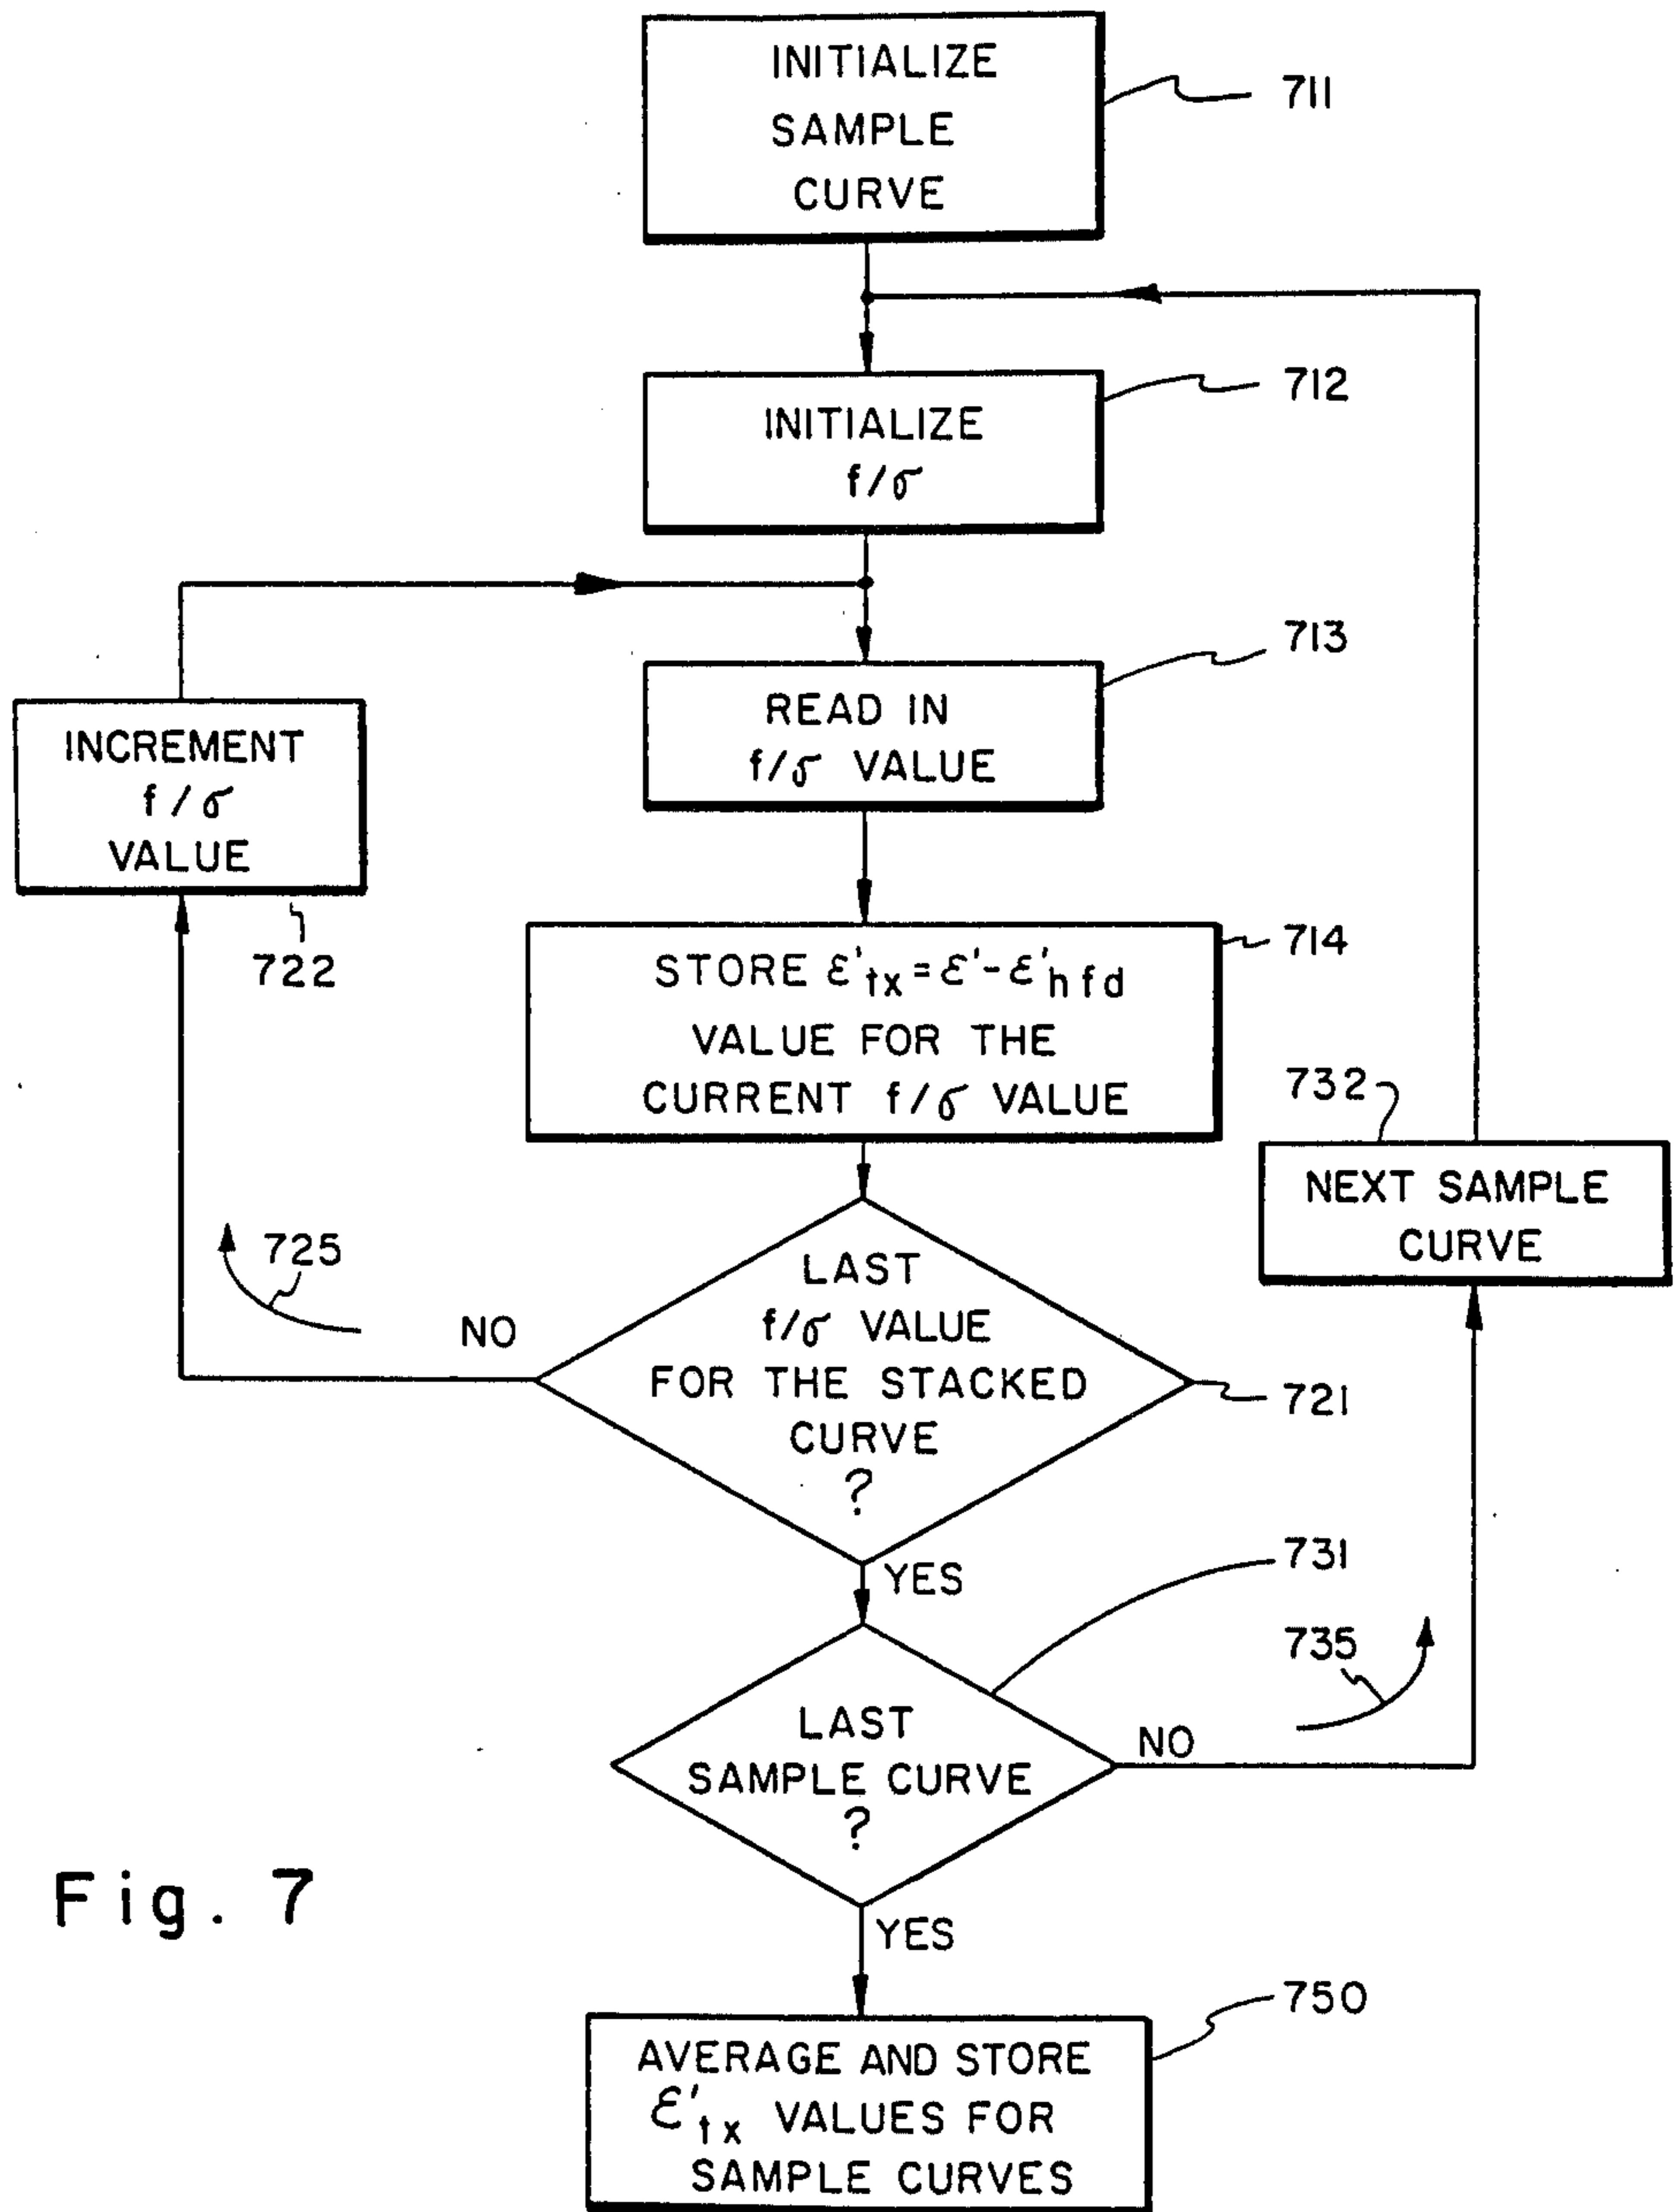 INITIALIZE
SAMPLE
CURVE
711
INITIALIZE
f/σ
712
READ IN
f/σ VALUE
713
INCREMENT
f/σ
VALUE
722
STORE ε'tx = ε' - ε'hfd
VALUE FOR THE
CURRENT f/σ VALUE
714
732
NEXT SAMPLE
CURVE
725
NO
LAST
f/σ VALUE
FOR THE STACKED
CURVE
?
721
YES
731
735
LAST
SAMPLE CURVE
?
NO
YES
Fig. 7
750
AVERAGE AND STORE
ε'tx VALUES FOR
SAMPLE CURVES